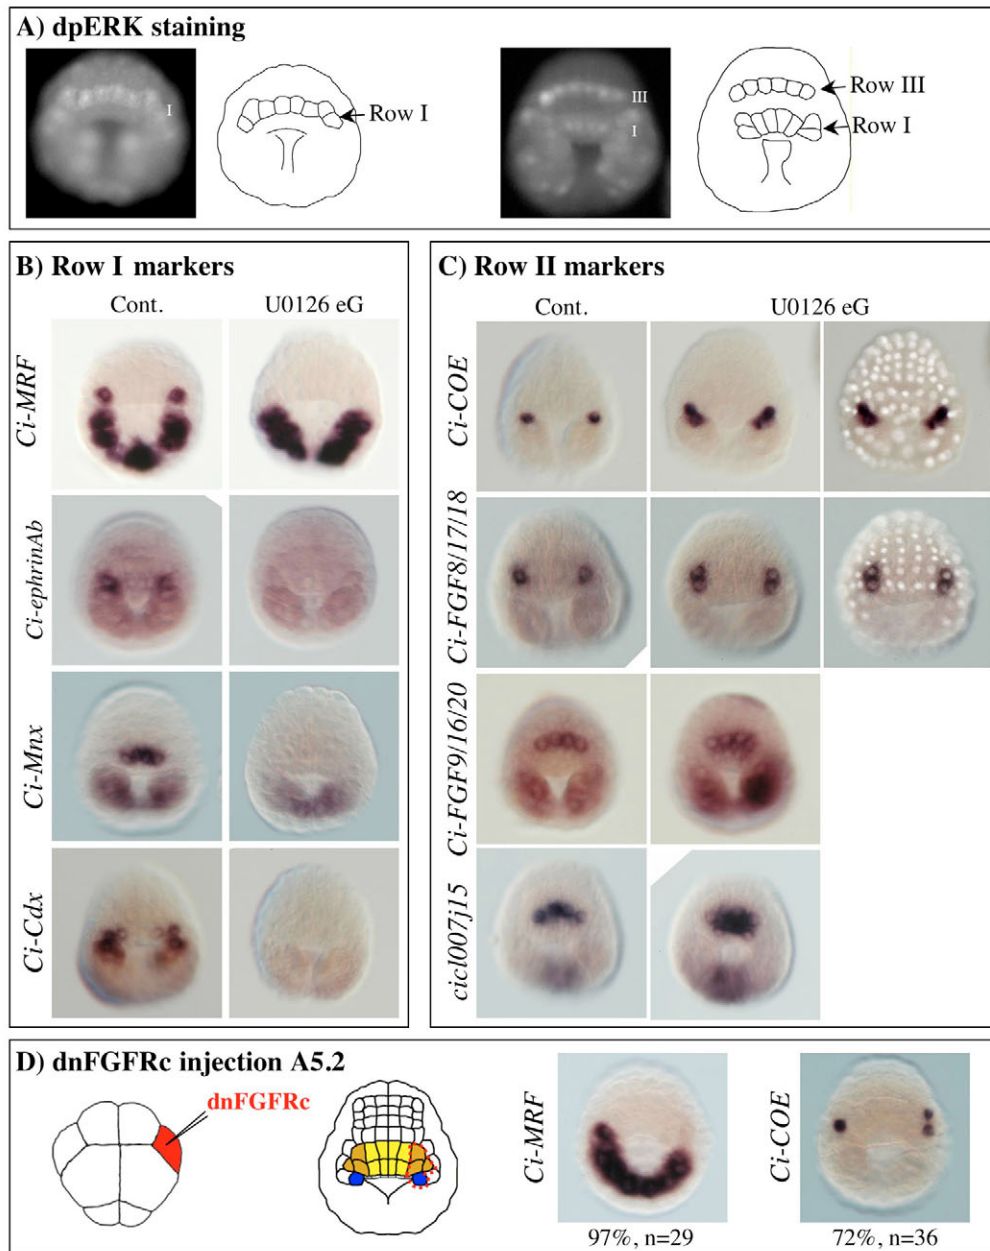 A) dpERK staining
I
Row I
III
I
Row III
Row I
B) Row I markers
Cont.
U0126 eG
Ci-MRF
Ci-ephrinAb
Ci-Mnx
Ci-Cdx
C) Row II markers
Cont.
U0126 eG
Ci-COE
Ci-FGF8/17/18
Ci-FGF9/16/20
cicl007j15
D) dnFGFRc injection A5.2
dnFGFRc
Ci-MRF
97%, n=29
Ci-COE
72%, n=36